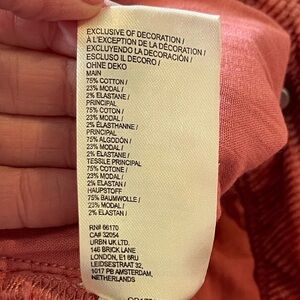 EXCLUSIVE OF DECORATION /
A L'EXCEPTION DE LA DÉCORATION /
EXCLUYENDO LA DECORACIÓN /
ESCLUSO IL DECORO /
OHNE DEKO
MAIN
75% COTTON /
23% MODAL /
2% ELASTANE /
PRINCIPAL
75% COTON /
23% MODAL /
2% ÉLASTHANNE /
PRINCIPAL
75% ALGODÓN /
23% MODAL /
2% ELASTANE /
TESSILE PRINCIPAL
75% COTONE /
23% MODAL /
2% ELASTAN /
HAUPSTOFF
75% BAUMWOLLE /
23% MODAL /
2% ELASTAN /
RN# 66170
CA# 32054
URBN UK LTD.
146 BRICK LANE
LONDON, E1 6RU
LEIDSESTRAAT 32,
1017 PB AMSTERDAM,
NETHERLANDS